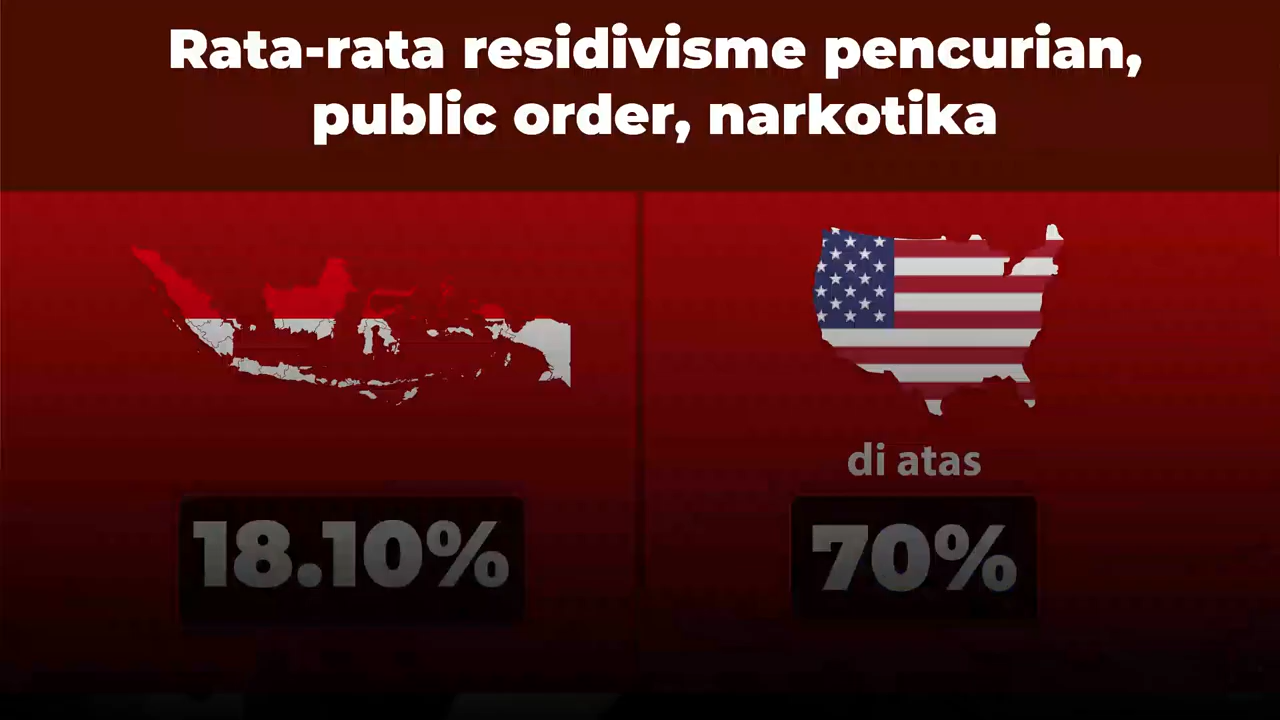 Rata-rata residivisme pencurian,
public order, narkotika
18.10%
di atas
70%